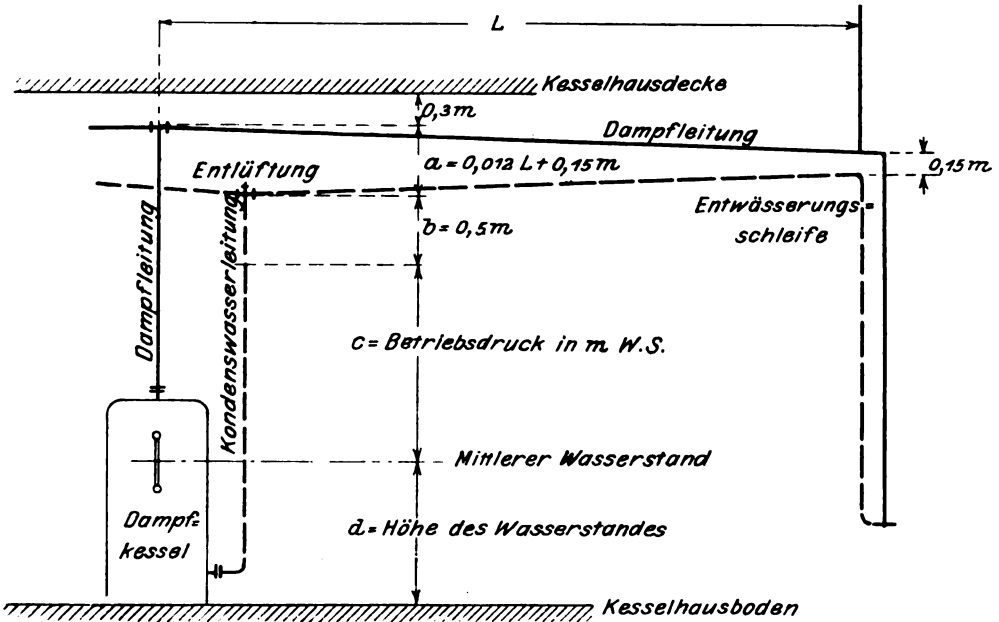 L
Kesselhausdecke
0,3m
Dampfleitung
a = 0,012 L + 0,15 m
0,15 m
Entlüftung
Entwässerungs=
schleife
b = 0,5 m
Dampfleitung
Kondenswasserleitung
c = Betriebsdruck in m W.S.
Mittlerer Wasserstand
Dampf=
kessel
d = Höhe des Wasserstandes
Kesselhausboden